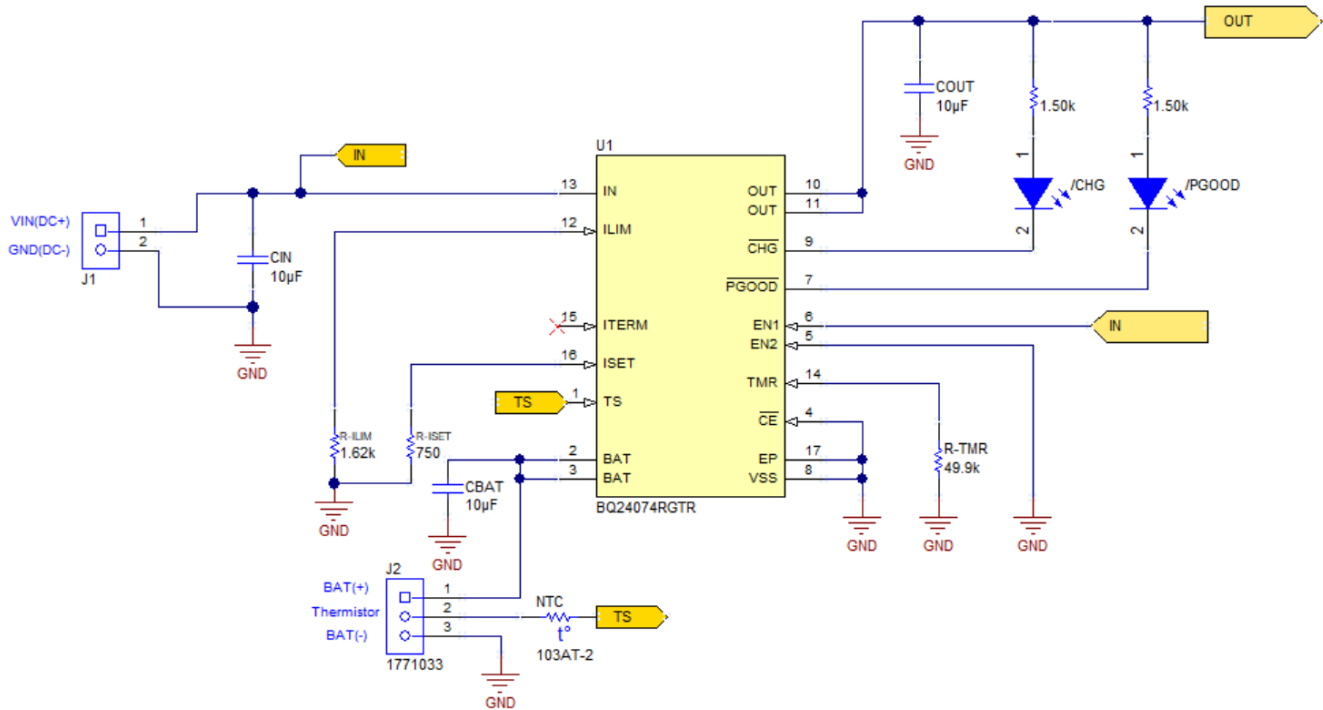 OUT
COUT
10µF
1.50k
1.50k
GND
1
1
/CHG
/PGOOD
2
2
IN
U1
VIN(DC+)
GND(DC-)
1
2
J1
CIN
10µF
GND
13
IN
12
ILIM
15
ITERM
16
ISET
TS
1
TS
2
BAT
3
BAT
OUT
10
OUT
11
CHG
9
PGOOD
7
EN1
6
EN2
5
TMR
14
CE
4
EP
17
VSS
8
BQ24074RGTR
IN
R-ILIM
1.62k
R-ISET
750
GND
CBAT
10µF
GND
R-TMR
49.9k
GND
GND
GND
J2
BAT(+)
Thermistor
BAT(-)
1
2
3
1771033
NTC
t°
103AT-2
TS
GND